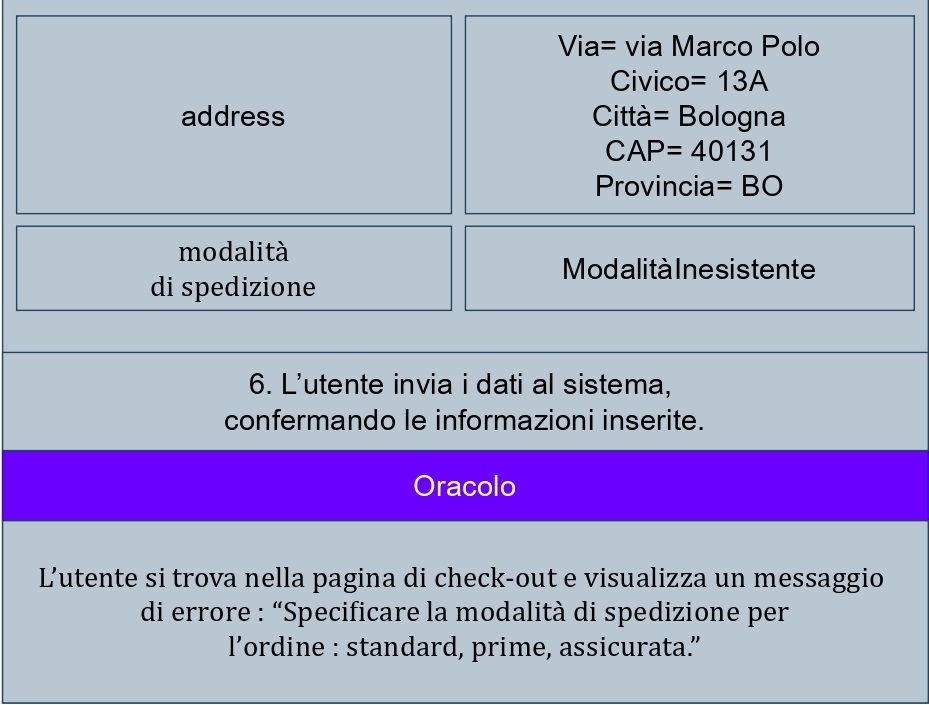 address
Via= via Marco Polo
Civico= 13A
Città= Bologna
CAP= 40131
Provincia= BO
modalità
di spedizione
ModalitàInesistente
6. L’utente invia i dati al sistema,
confermando le informazioni inserite.
Oracolo
L’utente si trova nella pagina di check-out e visualizza un messaggio
di errore : “Specificare la modalità di spedizione per
l’ordine : standard, prime, assicurata.”